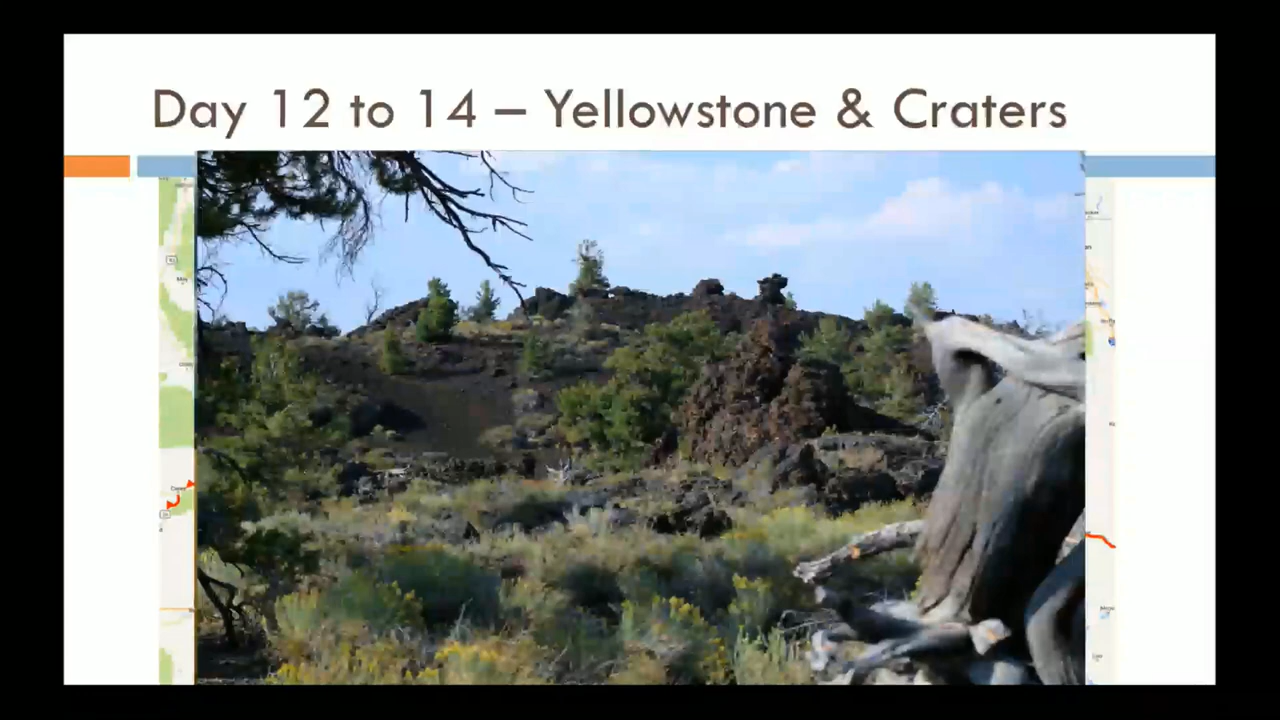 Day 12 to 14 – Yellowstone & Craters